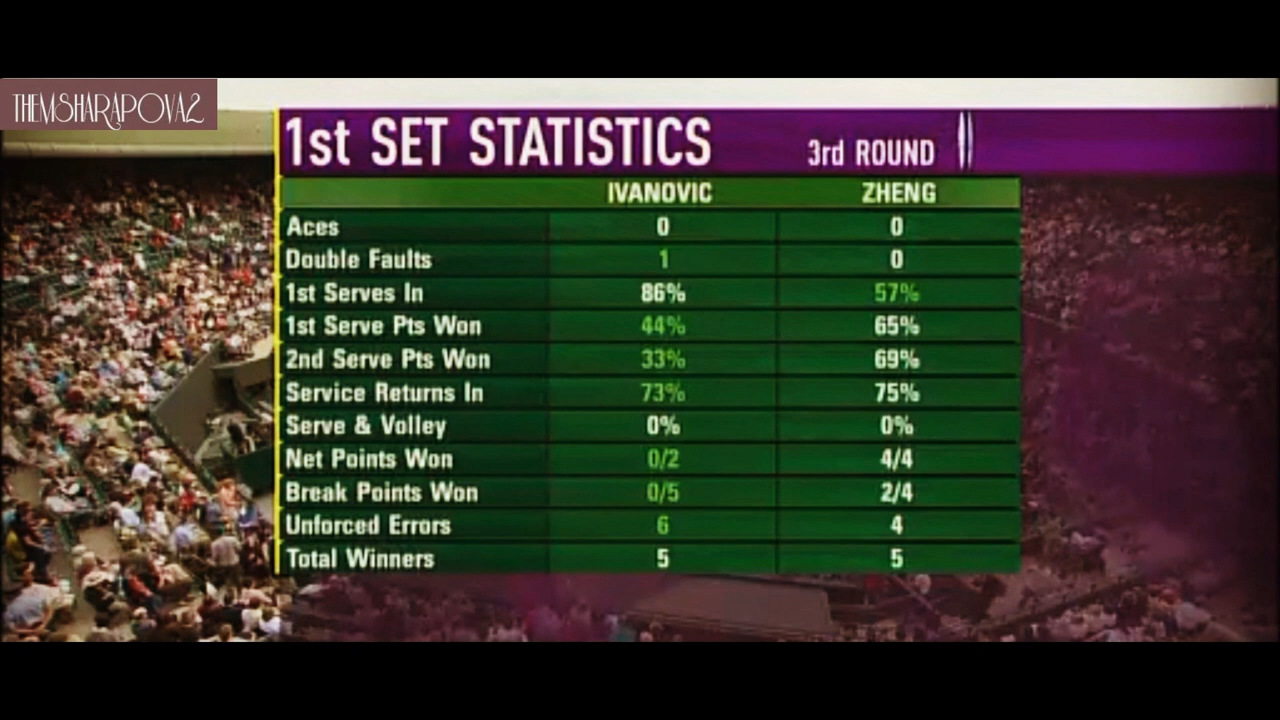 THEMSHARAPOVA2
1st SET STATISTICS 3rd ROUND
IVANOVIC ZHENG
Aces 0 0
Double Faults 1 0
1st Serves In 86% 57%
1st Serve Pts Won 44% 65%
2nd Serve Pts Won 33% 69%
Service Returns In 73% 75%
Serve & Volley 0% 0%
Net Points Won 0/2 4/4
Break Points Won 0/5 2/4
Unforced Errors 6 4
Total Winners 5 5